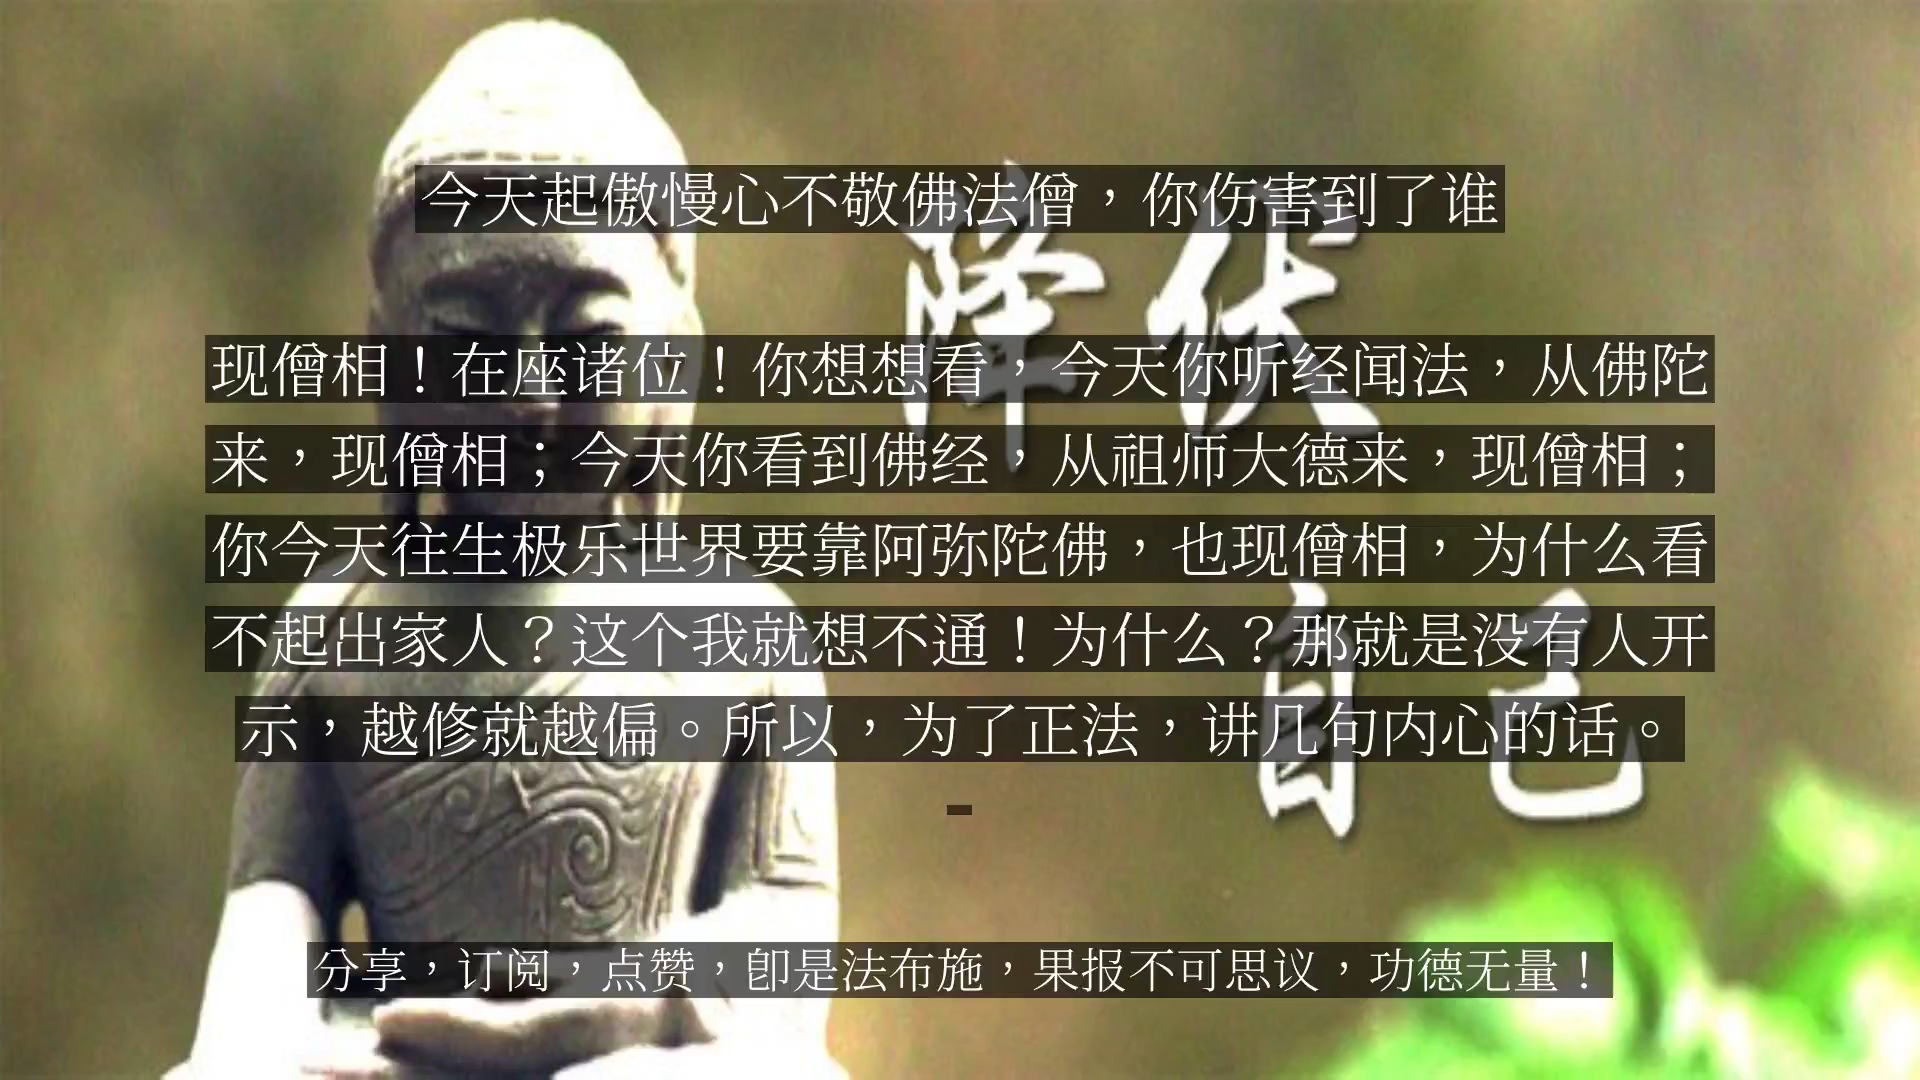 今天起傲慢心不敬佛法僧，你伤害到了谁
降伏
现僧相！在座诸位！你想想看，今天你听经闻法，从佛陀
来，现僧相；今天你看到佛经，从祖师大德来，现僧相；
你今天往生极乐世界要靠阿弥陀佛，也现僧相，为什么看
不起出家人？这个我就想不通！为什么？那就是没有人开
示，越修就越偏。所以，为了正法，讲几句内心的话。
自己
分享，订阅，点赞，即是法布施，果报不可思议，功德无量！